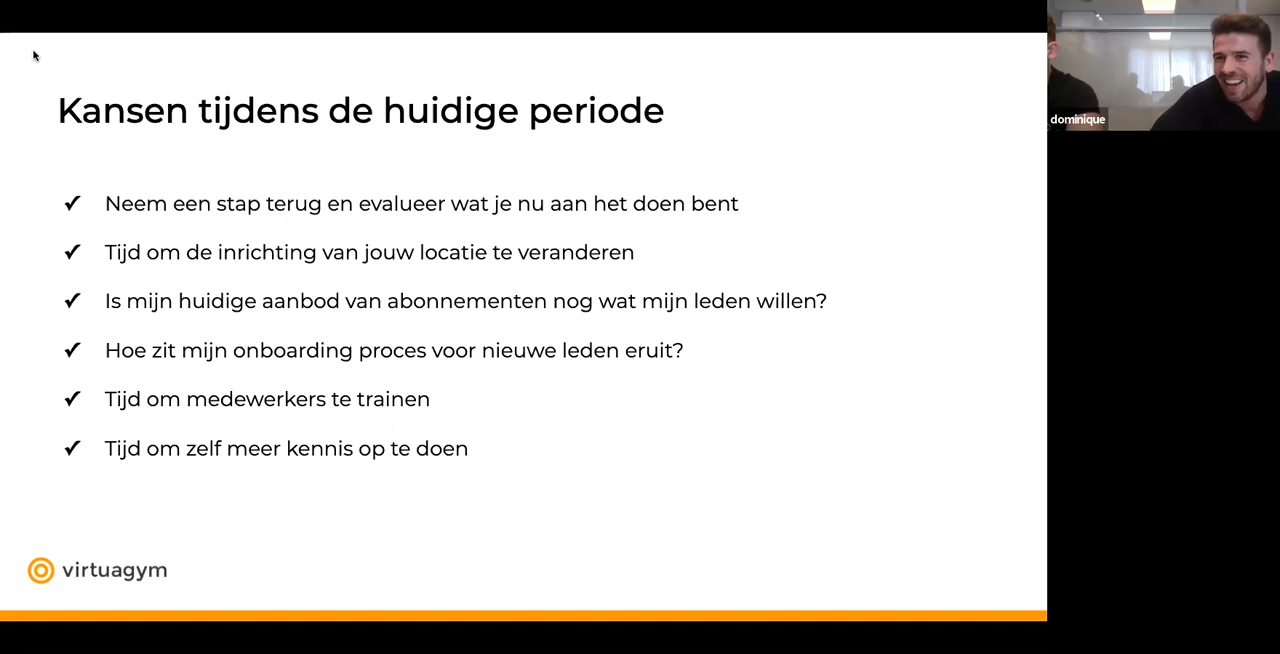 Kansen tijdens de huidige periode
✓ Neem een stap terug en evalueer wat je nu aan het doen bent
✓ Tijd om de inrichting van jouw locatie te veranderen
✓ Is mijn huidige aanbod van abonnementen nog wat mijn leden willen?
✓ Hoe zit mijn onboarding proces voor nieuwe leden eruit?
✓ Tijd om medewerkers te trainen
✓ Tijd om zelf meer kennis op te doen
virtuagym
dominique